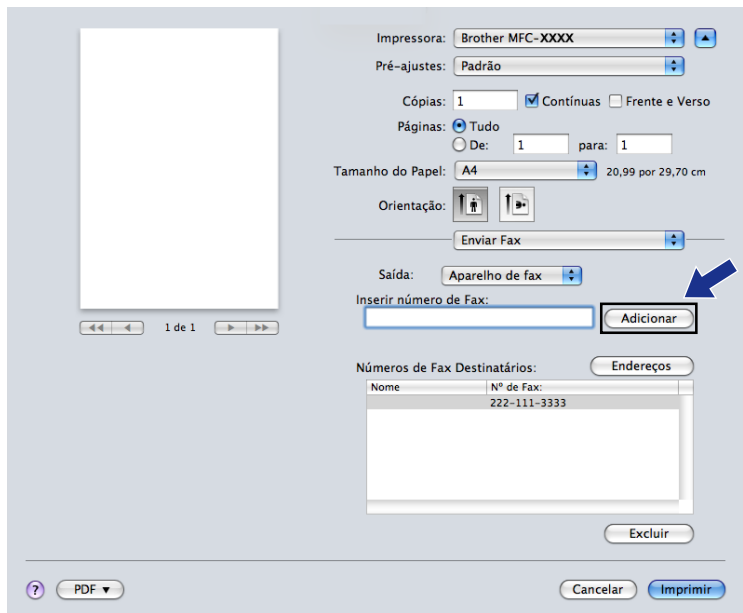 Impressora: Brother MFC-XXXX
Pré-ajustes: Padrão
Cópias: 1 Contínuas Frente e Verso
Páginas: Tudo
De: 1 para: 1
Tamanho do Papel: A4 20,99 por 29,70 cm
Orientação:
Enviar Fax
Saída: Aparelho de fax
Inserir número de Fax:
Adicionar
1 de 1
Números de Fax Destinatários: Endereços
Nome Nº de Fax:
222-111-3333
Excluir
? PDF Cancelar Imprimir